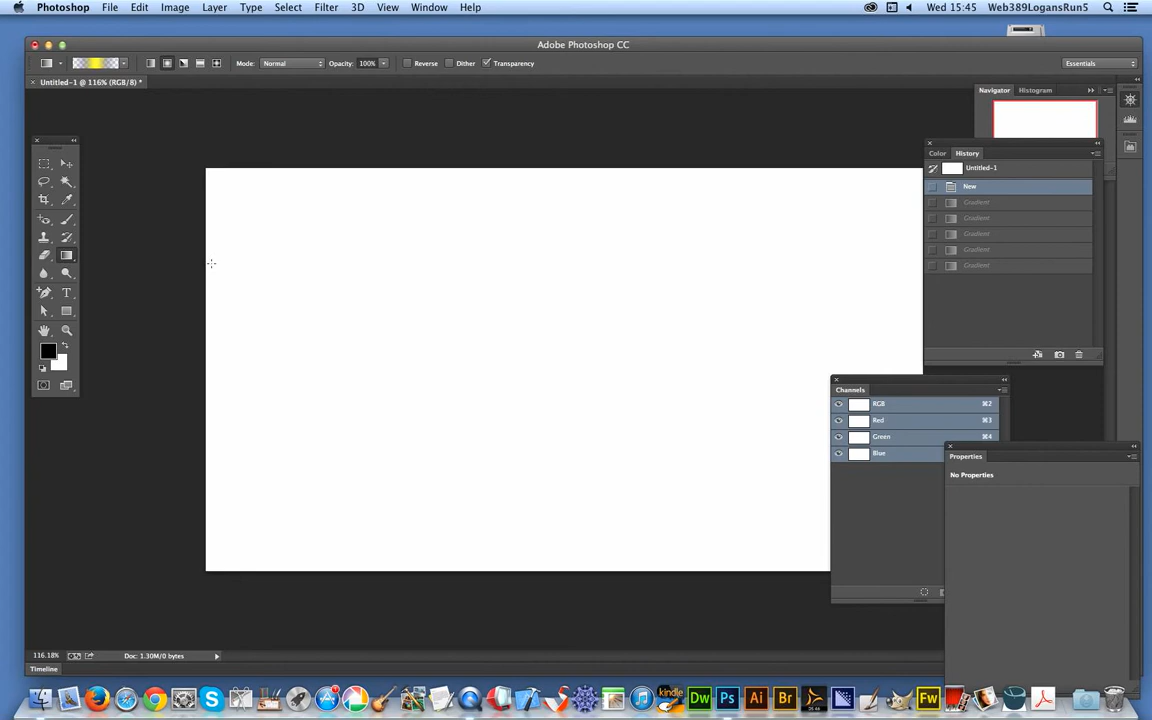 Photoshop File Edit Image Layer Type Select Filter 3D View Window Help Wed 15:45 Web389LogansRun5
Adobe Photoshop CC
Mode: Normal Opacity: 100% Reverse Dither Transparency Essentials
Untitled-1 @ 116% (RGB/8) *
Navigator Histogram
Color History
Untitled-1
New
Gradient
Gradient
Gradient
Gradient
Gradient
Channels
RGB ⌘2
Red ⌘3
Green ⌘4
Blue
Properties
No Properties
116.18% Doc: 1.30M/0 bytes
Timeline
kindle Dw Ps Ai Br Fw